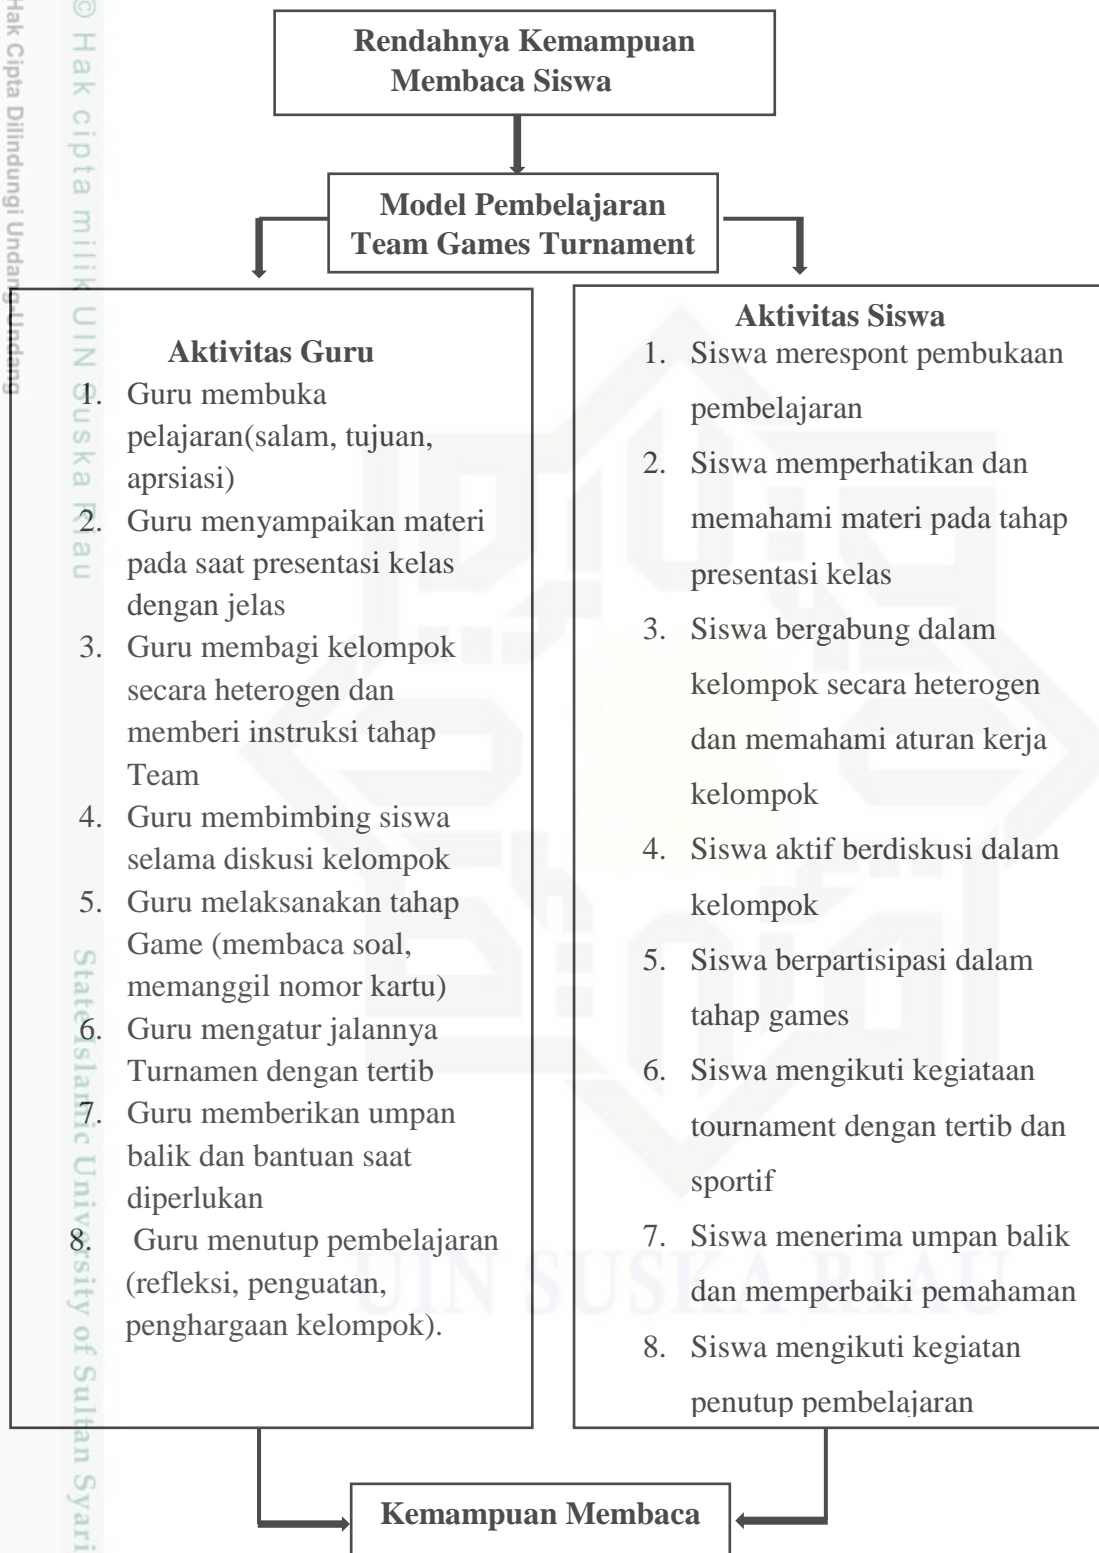 Hak Cipta Dilindungi Undang-Undang
© Hak cipta milik UIN Suska Riau
State Islamic University of Sultan Syari
Rendahnya Kemampuan
Membaca Siswa
Model Pembelajaran
Team Games Turnament
Aktivitas Guru
1. Guru membuka
pelajaran(salam, tujuan,
aprsiasi)
2. Guru menyampaikan materi
pada saat presentasi kelas
dengan jelas
3. Guru membagi kelompok
secara heterogen dan
memberi instruksi tahap
Team
4. Guru membimbing siswa
selama diskusi kelompok
5. Guru melaksanakan tahap
Game (membaca soal,
memanggil nomor kartu)
6. Guru mengatur jalannya
Turnamen dengan tertib
7. Guru memberikan umpan
balik dan bantuan saat
diperlukan
8. Guru menutup pembelajaran
(refleksi, penguatan,
penghargaan kelompok).
Aktivitas Siswa
1. Siswa merespont pembukaan
pembelajaran
2. Siswa memperhatikan dan
memahami materi pada tahap
presentasi kelas
3. Siswa bergabung dalam
kelompok secara heterogen
dan memahami aturan kerja
kelompok
4. Siswa aktif berdiskusi dalam
kelompok
5. Siswa berpartisipasi dalam
tahap games
6. Siswa mengikuti kegiataan
tournament dengan tertib dan
sportif
7. Siswa menerima umpan balik
dan memperbaiki pemahaman
8. Siswa mengikuti kegiatan
penutup pembelajaran
UIN SUSKA RIAU
Kemampuan Membaca